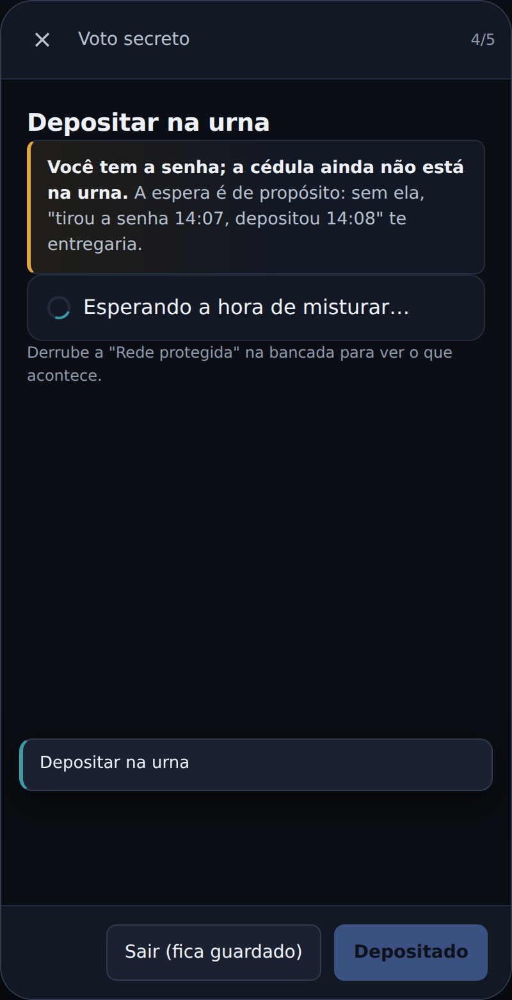 Voto secreto
4/5
Depositar na urna
Você tem a senha; a cédula ainda não está
na urna. A espera é de propósito: sem ela,
"tirou a senha 14:07, depositou 14:08" te
entregaria.
Esperando a hora de misturar…
Derrube a "Rede protegida" na bancada para ver o que
acontece.
Depositar na urna
Sair (fica guardado)
Depositado